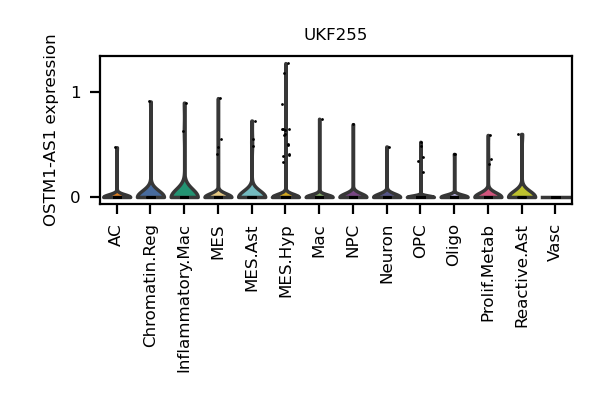 UKF255
OSTM1-AS1 expression
1
0
AC
Chromatin.Reg
Inflammatory.Mac
MES
MES.Ast
MES.Hyp
Mac
NPC
Neuron
OPC
Oligo
Prolif.Metab
Reactive.Ast
Vasc